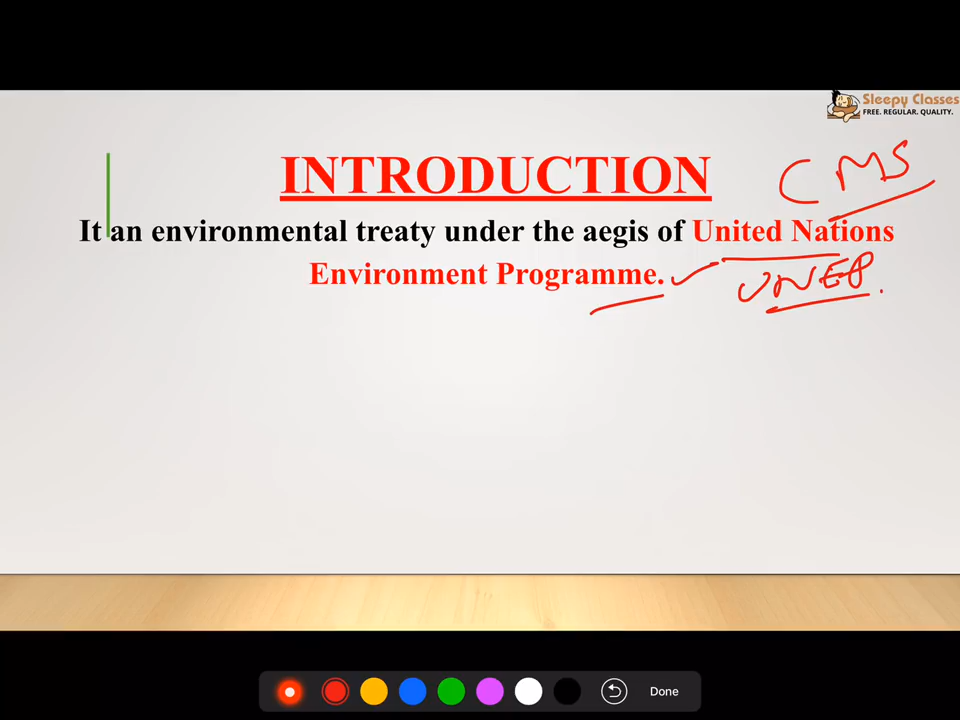 Sleepy Classes
FREE. REGULAR. QUALITY.
INTRODUCTION
CMS
It an environmental treaty under the aegis of United Nations
Environment Programme.
UNEP.
Done